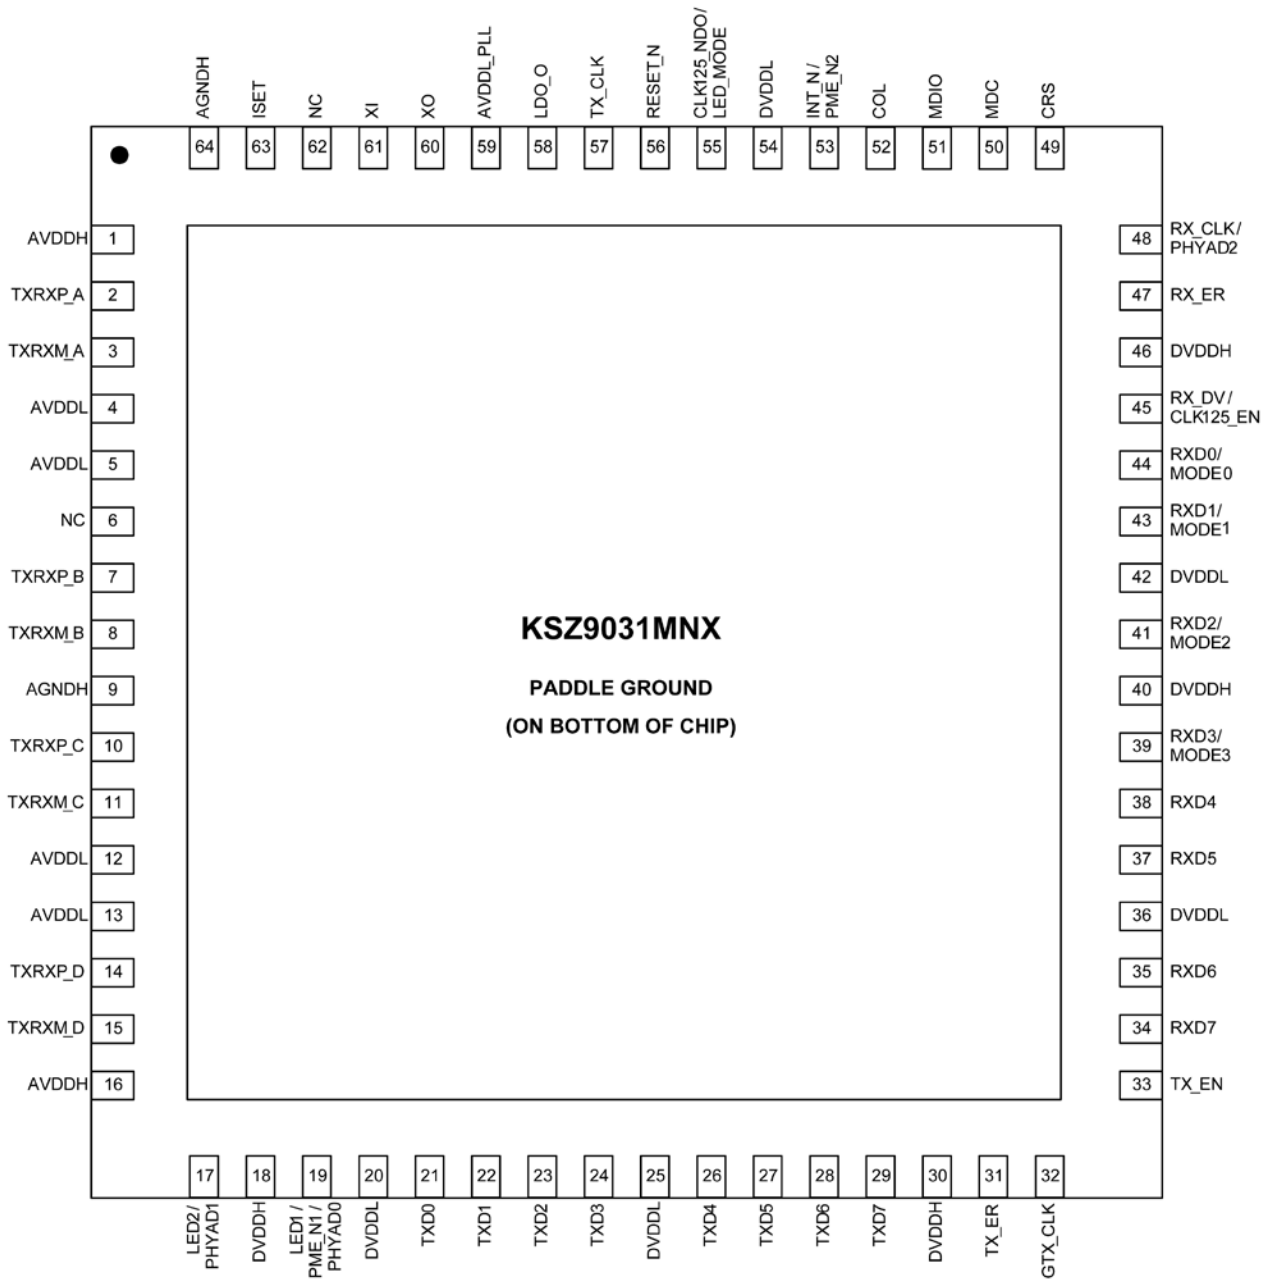 AGNDH
ISET
NC
XI
XO
AVDDL_PLL
LDO_O
TX_CLK
RESET_N
CLK125_NDO/
LED_MODE
DVDDL
INT_N/
PME_N2
COL
MDIO
MDC
CRS
64
63
62
61
60
59
58
57
56
55
54
53
52
51
50
49
AVDDH 1
TXRXP_A 2
TXRXM_A 3
AVDDL 4
AVDDL 5
NC 6
TXRXP_B 7
TXRXM_B 8
AGNDH 9
TXRXP_C 10
TXRXM_C 11
AVDDL 12
AVDDL 13
TXRXP_D 14
TXRXM_D 15
AVDDH 16
KSZ9031MNX
PADDLE GROUND
(ON BOTTOM OF CHIP)
48 RX_CLK/
PHYAD2
47 RX_ER
46 DVDDH
45 RX_DV/
CLK125_EN
44 RXD0/
MODE0
43 RXD1/
MODE1
42 DVDDL
41 RXD2/
MODE2
40 DVDDH
39 RXD3/
MODE3
38 RXD4
37 RXD5
36 DVDDL
35 RXD6
34 RXD7
33 TX_EN
17
18
19
20
21
22
23
24
25
26
27
28
29
30
31
32
LED2/
PHYAD1
DVDDH
LED1/
PME_N1/
PHYAD0
DVDDL
TXD0
TXD1
TXD2
TXD3
DVDDL
TXD4
TXD5
TXD6
TXD7
DVDDH
TX_ER
GTX_CLK